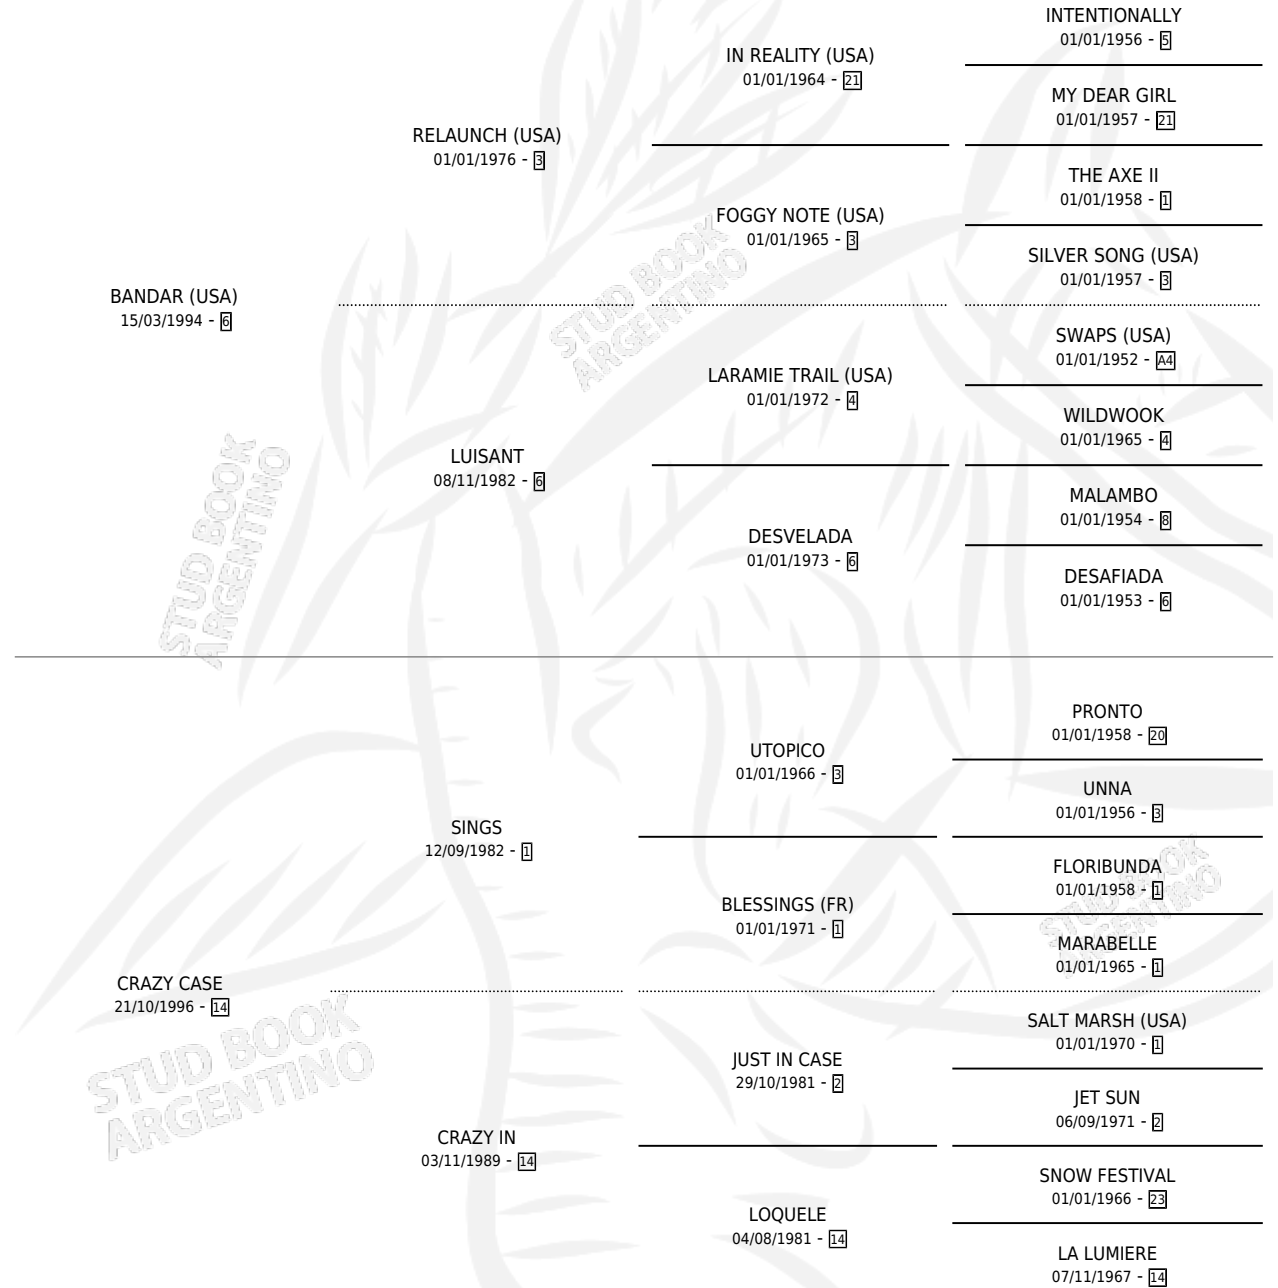 INTENTIONALLY
01/01/1956 - 5
IN REALITY (USA)
01/01/1964 - 21
MY DEAR GIRL
01/01/1957 - 21
RELAUNCH (USA)
01/01/1976 - 3
THE AXE II
01/01/1958 - 1
FOGGY NOTE (USA)
01/01/1965 - 3
SILVER SONG (USA)
01/01/1957 - 3
BANDAR (USA)
15/03/1994 - 6
SWAPS (USA)
01/01/1952 - A4
LARAMIE TRAIL (USA)
01/01/1972 - 4
WILDWOOK
01/01/1965 - 4
LUISANT
08/11/1982 - 6
MALAMBO
01/01/1954 - 8
DESVELADA
01/01/1973 - 6
DESAFIADA
01/01/1953 - 6
PRONTO
01/01/1958 - 20
UTOPICO
01/01/1966 - 3
UNNA
01/01/1956 - 3
SINGS
12/09/1982 - 1
FLORIBUNDA
01/01/1958 - 1
BLESSINGS (FR)
01/01/1971 - 1
MARABELLE
01/01/1965 - 1
CRAZY CASE
21/10/1996 - 14
SALT MARSH (USA)
01/01/1970 - 1
JUST IN CASE
29/10/1981 - 2
JET SUN
06/09/1971 - 2
CRAZY IN
03/11/1989 - 14
SNOW FESTIVAL
01/01/1966 - 23
LOQUELE
04/08/1981 - 14
LA LUMIERE
07/11/1967 - 14
STUD BOOK
ARGENTINO
STUD BOOK
ARGENTINO
STUD BOOK
ARGENTINO
STUD BOOK
ARGENTINO